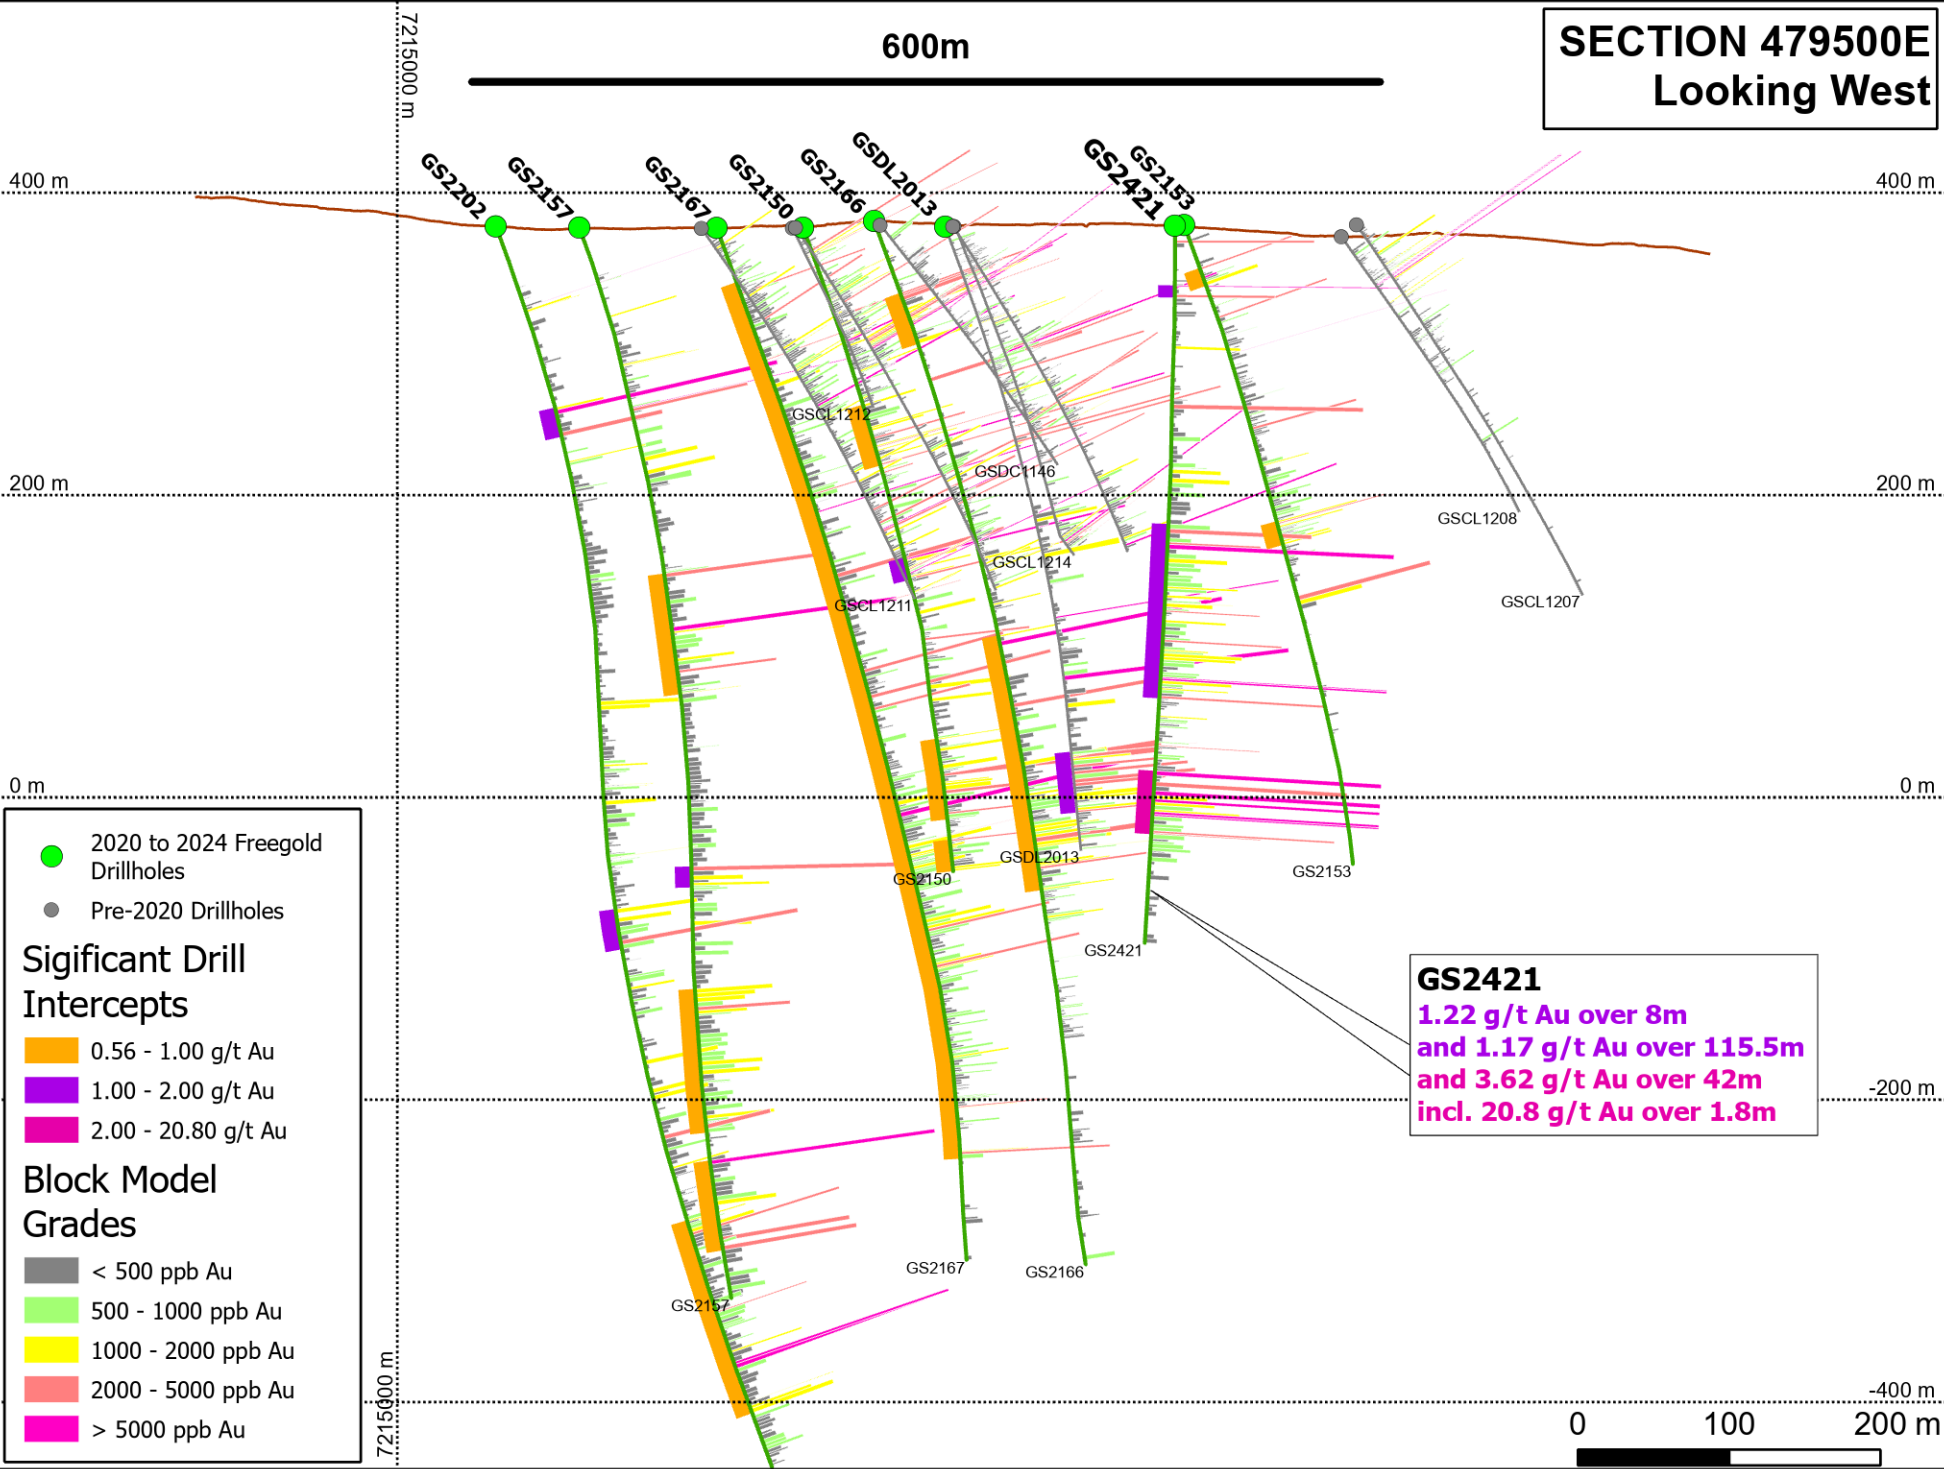 SECTION 479500E
Looking West
600m
7215000 m
GS2202
GS2157
GS2167
GS2150
GS2166
GSDL2013
GS2421
GS2153
400 m
400 m
GSCL1212
GSDC1146
200 m
200 m
GSCL1208
GSCL1214
GSCL1211
GSCL1207
0 m
0 m
GSDL2013
GS2153
GS2150
GS2421
GS2421
1.22 g/t Au over 8m
and 1.17 g/t Au over 115.5m
and 3.62 g/t Au over 42m
incl. 20.8 g/t Au over 1.8m
-200 m
GS2167
GS2166
GS2157
-400 m
7215000 m
2020 to 2024 Freegold
Drillholes
Pre-2020 Drillholes
Sigificant Drill
Intercepts
0.56 - 1.00 g/t Au
1.00 - 2.00 g/t Au
2.00 - 20.80 g/t Au
Block Model
Grades
< 500 ppb Au
500 - 1000 ppb Au
1000 - 2000 ppb Au
2000 - 5000 ppb Au
> 5000 ppb Au
0 100 200 m